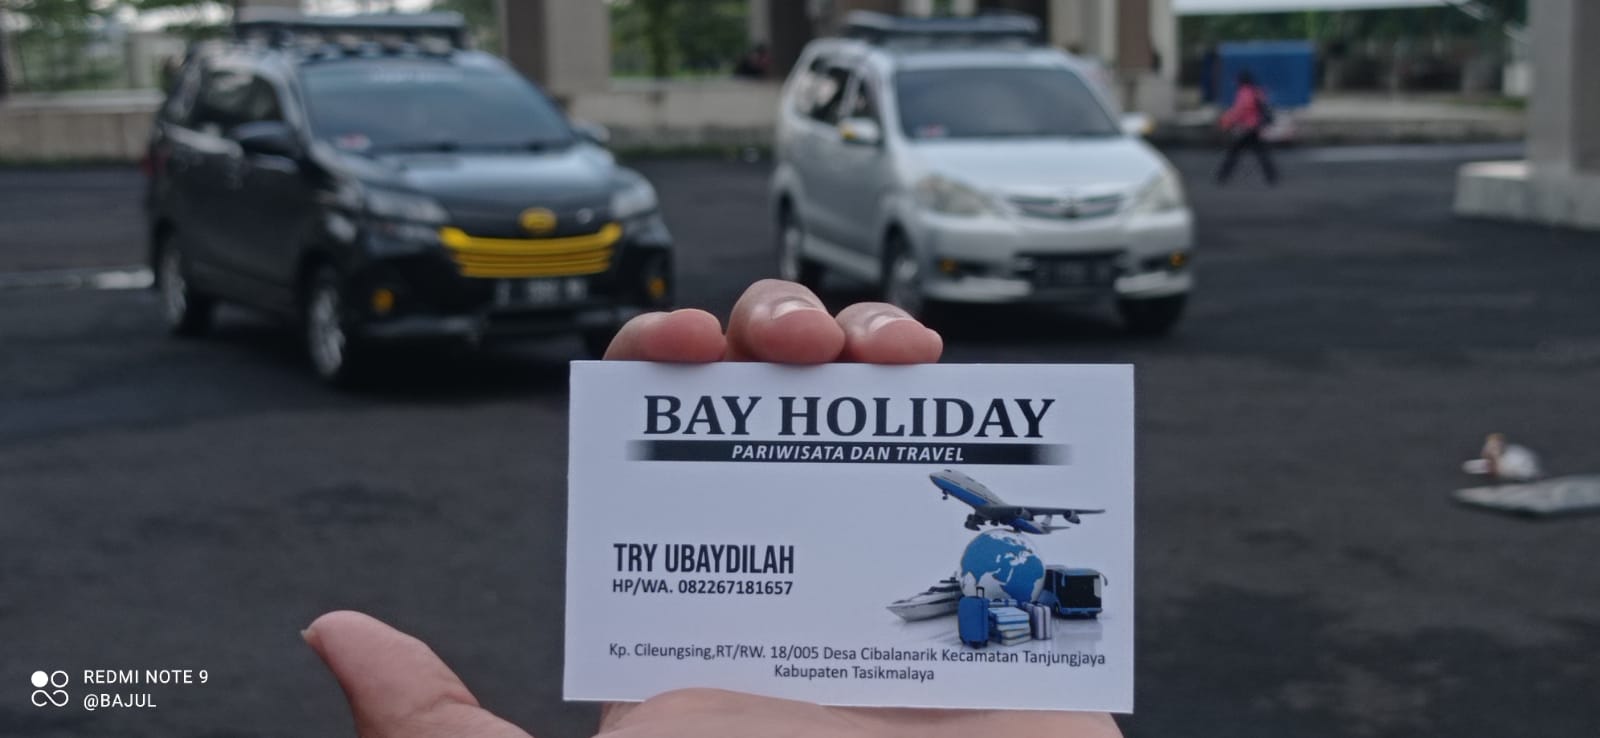 BAY HOLIDAY
PARIWISATA DAN TRAVEL
TRY UBAYDILAH
HP/WA. 082267181657
Kp. Cileungsing,RT/RW. 18/005 Desa Cibalanarik Kecamatan Tanjungjaya
Kabupaten Tasikmalaya
REDMI NOTE 9
@BAJUL